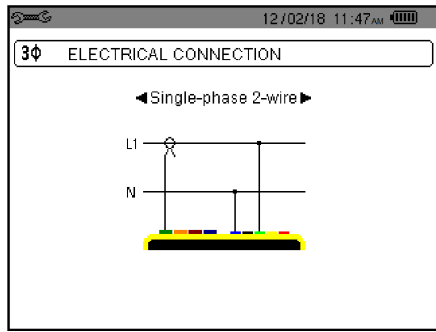 12/02/18 11:47AM
3Φ ELECTRICAL CONNECTION
◄Single-phase 2-wire►
L1
N